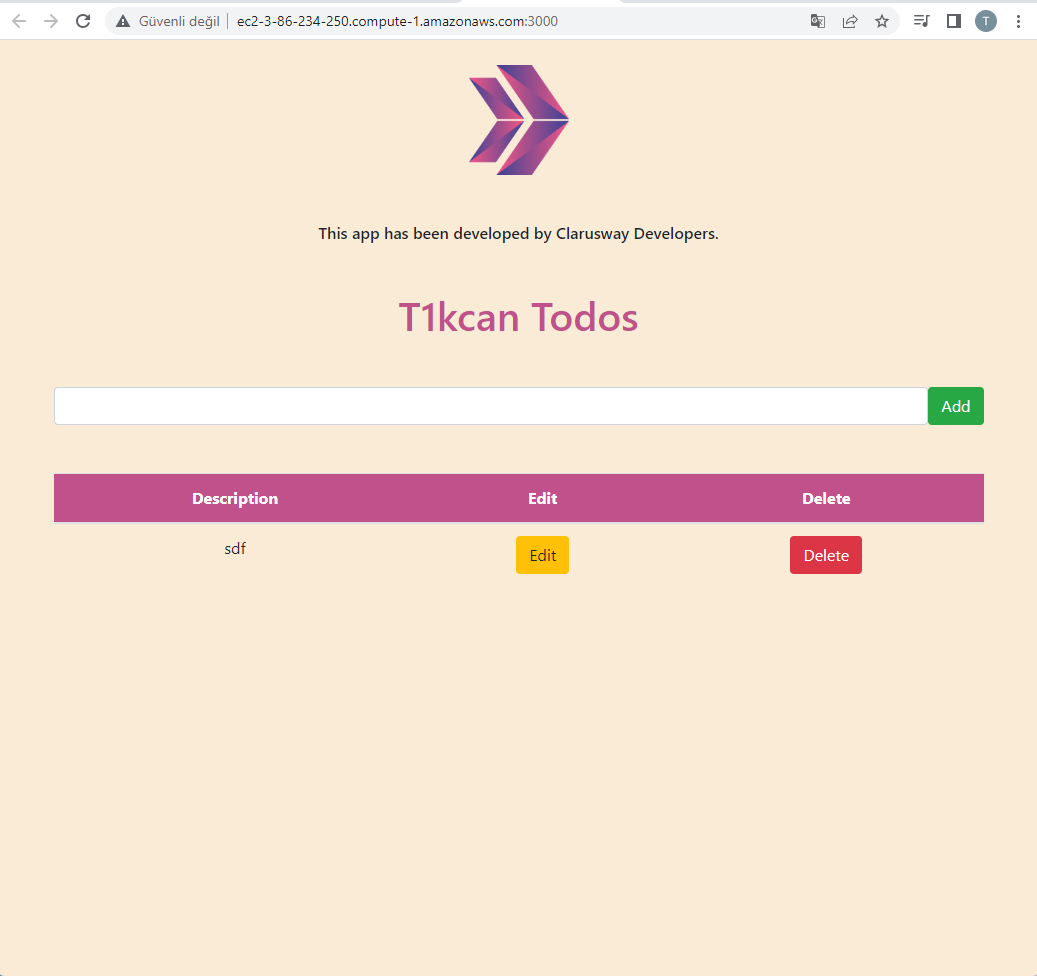 Güvenli değil ec2-3-86-234-250.compute-1.amazonaws.com:3000 T
This app has been developed by Clarusway Developers.
T1kcan Todos
Add
Description Edit Delete
sdf Edit Delete